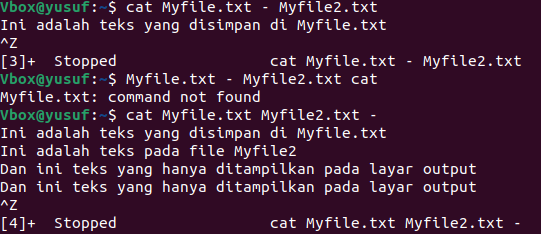 Vbox@yusuf:~$ cat Myfile.txt - Myfile2.txt
Ini adalah teks yang disimpan di Myfile.txt
^Z
[3]+  Stopped                 cat Myfile.txt - Myfile2.txt
Vbox@yusuf:~$ Myfile.txt - Myfile2.txt cat
Myfile.txt: command not found
Vbox@yusuf:~$ cat Myfile.txt Myfile2.txt -
Ini adalah teks yang disimpan di Myfile.txt
Ini adalah teks pada file Myfile2
Dan ini teks yang hanya ditampilkan pada layar output
Dan ini teks yang hanya ditampilkan pada layar output
^Z
[4]+  Stopped                 cat Myfile.txt Myfile2.txt -